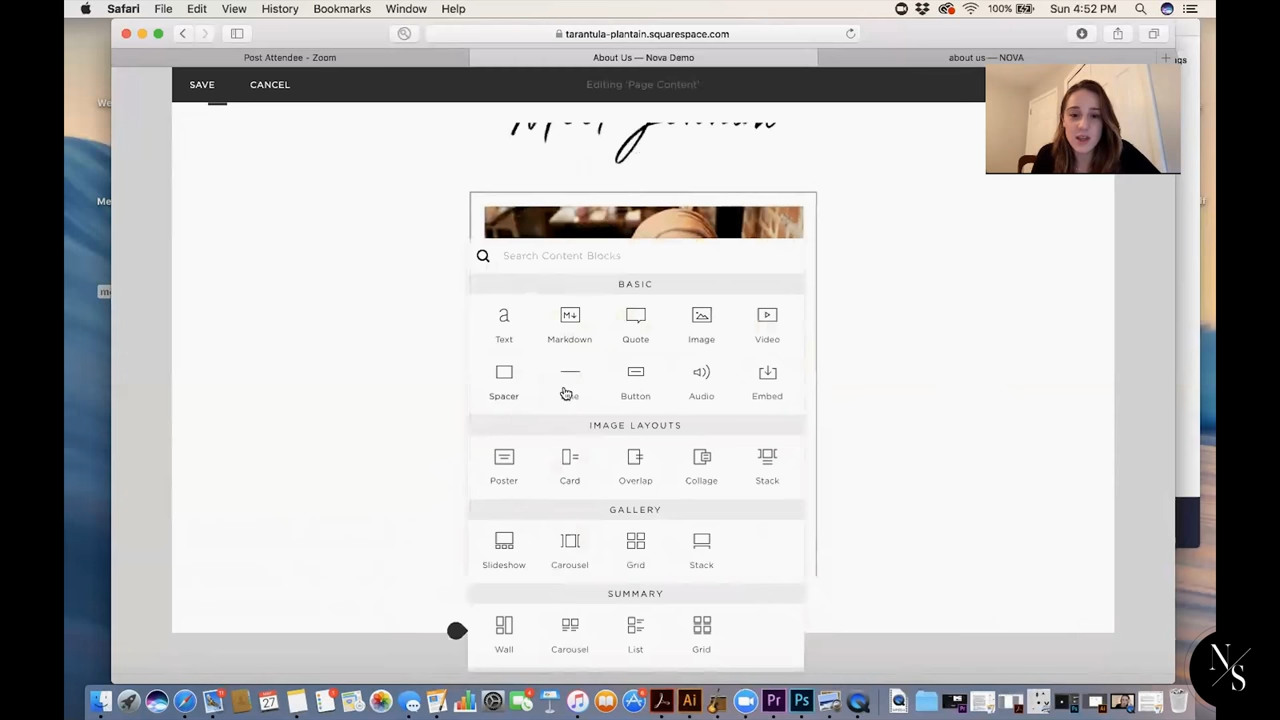 Safari File Edit View History Bookmarks Window Help 100% Sun 4:52 PM
tarantula-plantain.squarespace.com
Post Attendee - Zoom About Us — Nova Demo about us — NOVA
SAVE CANCEL Editing 'Page Content'
Search Content Blocks
BASIC
Text Markdown Quote Image Video
Spacer Button Audio Embed
IMAGE LAYOUTS
Poster Card Overlap Collage Stack
GALLERY
Slideshow Carousel Grid Stack
SUMMARY
Wall Carousel List Grid
N/S